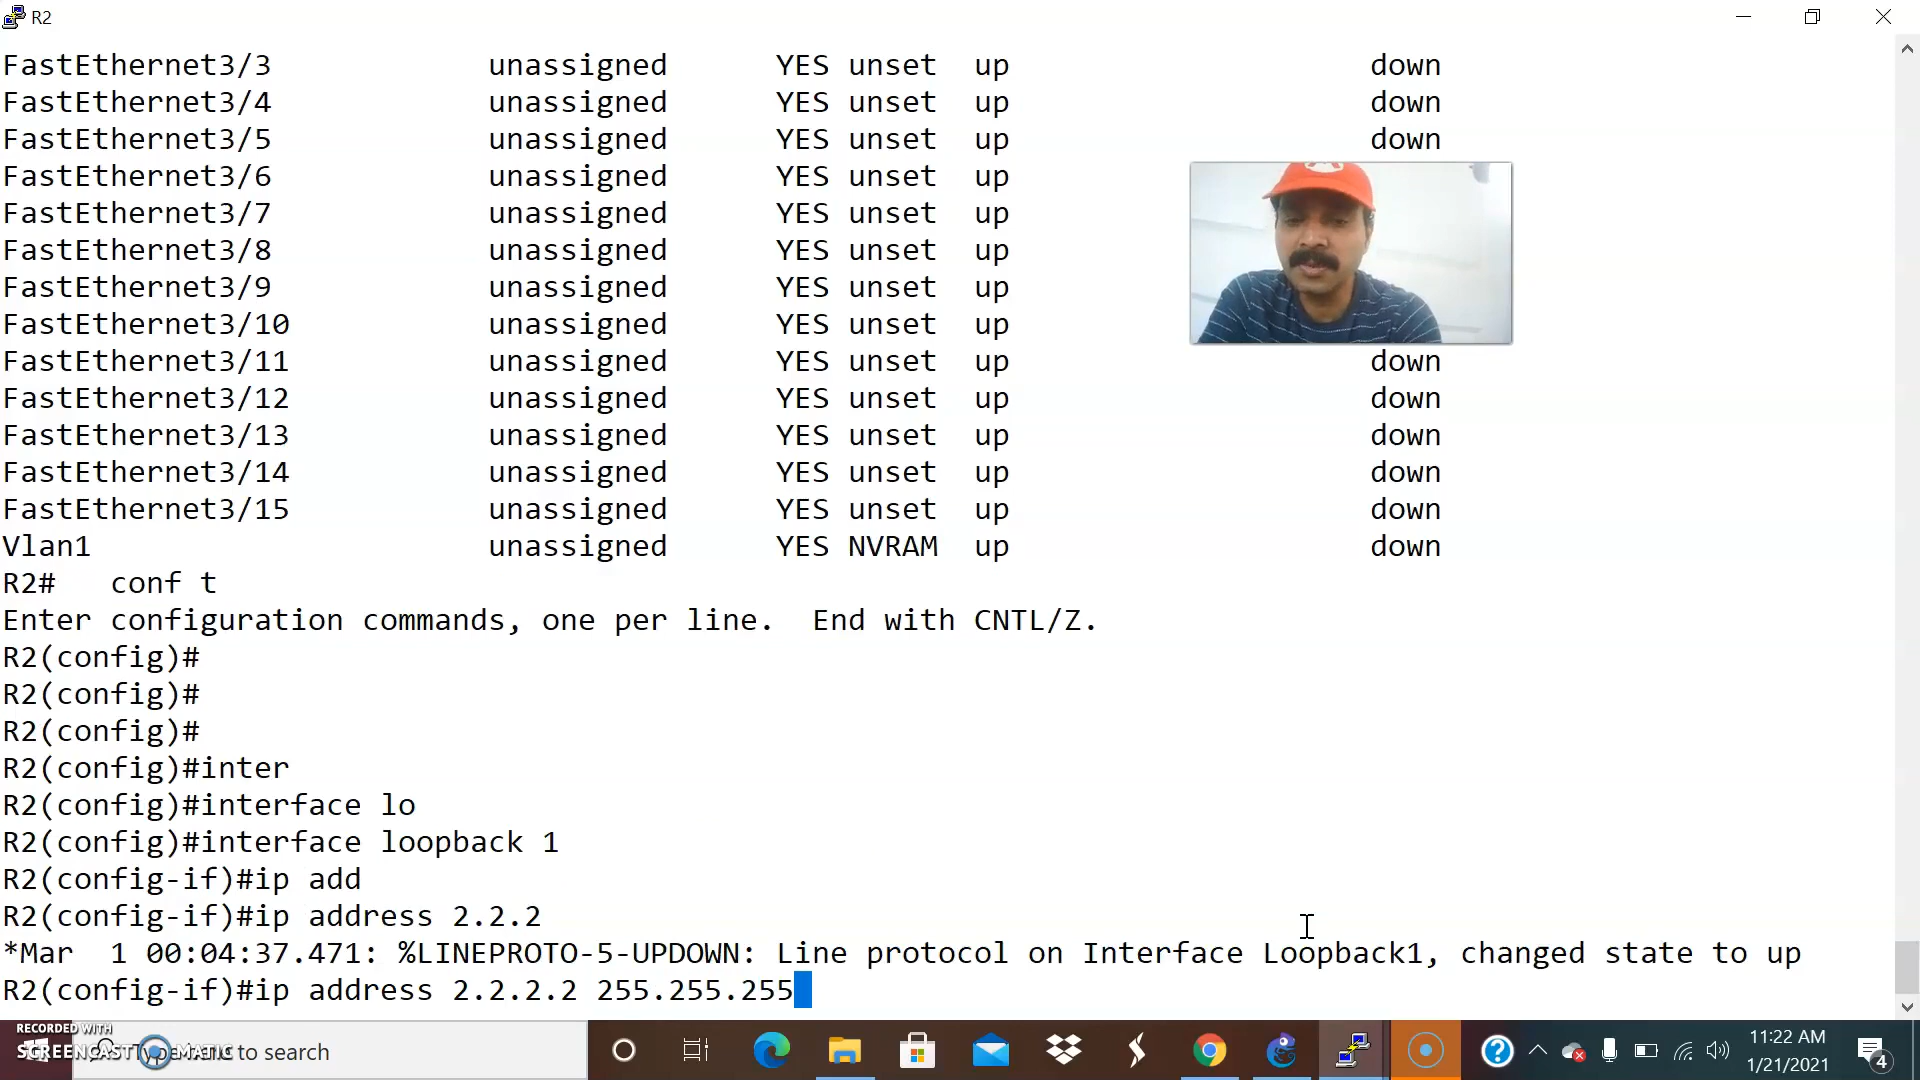 R2
FastEthernet3/3 unassigned YES unset up down
FastEthernet3/4 unassigned YES unset up down
FastEthernet3/5 unassigned YES unset up down
FastEthernet3/6 unassigned YES unset up
FastEthernet3/7 unassigned YES unset up
FastEthernet3/8 unassigned YES unset up
FastEthernet3/9 unassigned YES unset up
FastEthernet3/10 unassigned YES unset up
FastEthernet3/11 unassigned YES unset up down
FastEthernet3/12 unassigned YES unset up down
FastEthernet3/13 unassigned YES unset up down
FastEthernet3/14 unassigned YES unset up down
FastEthernet3/15 unassigned YES unset up down
Vlan1 unassigned YES NVRAM up down
R2# conf t
Enter configuration commands, one per line. End with CNTL/Z.
R2(config)#
R2(config)#
R2(config)#
R2(config)#inter
R2(config)#interface lo
R2(config)#interface loopback 1
R2(config-if)#ip add
R2(config-if)#ip address 2.2.2
*Mar 1 00:04:37.471: %LINEPROTO-5-UPDOWN: Line protocol on Interface Loopback1, changed state to up
R2(config-if)#ip address 2.2.2.2 255.255.255
RECORDED WITH
SCREENCAST MATIC
to search
11:22 AM
1/21/2021
4